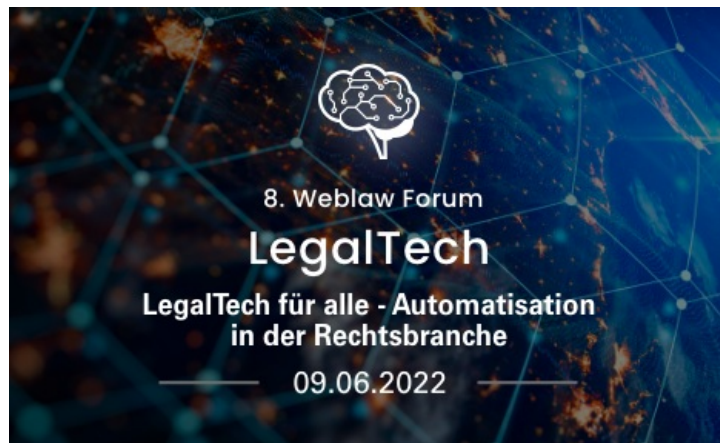 8. Weblaw Forum
LegalTech
LegalTech für alle - Automatisation
in der Rechtsbranche
09.06.2022